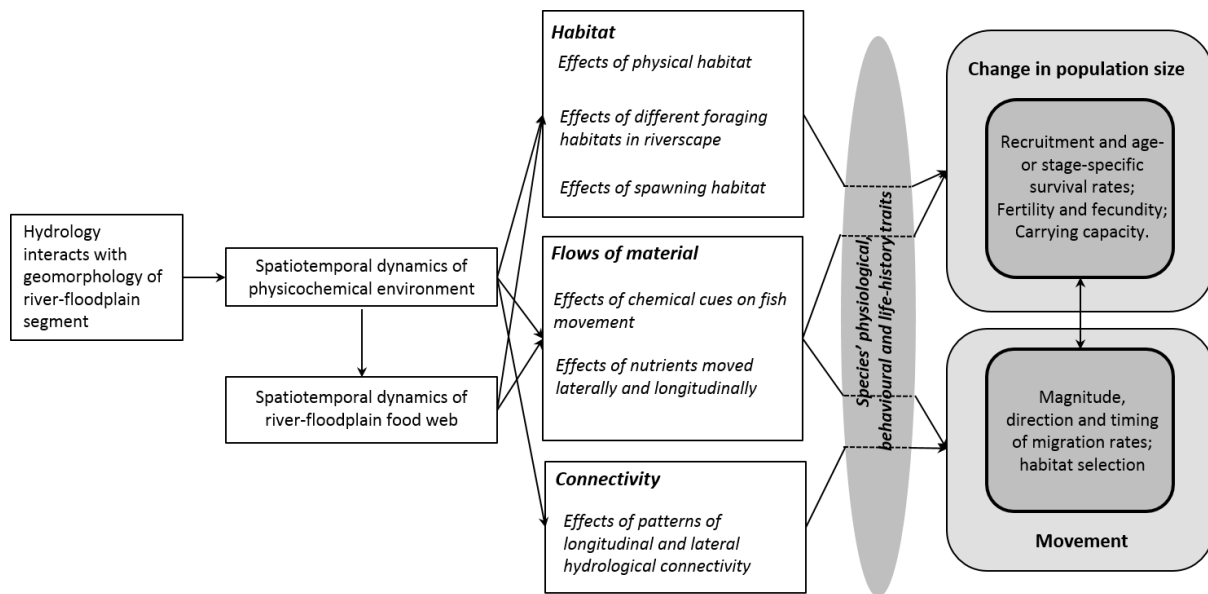 Hydrology
interacts with
geomorphology of
river-floodplain
segment
Spatiotemporal dynamics of
physicochemical environment
Spatiotemporal dynamics of
river-floodplain food web
Habitat
Effects of physical habitat
Effects of different foraging
habitats in riverscape
Effects of spawning habitat
Flows of material
Effects of chemical cues on fish
movement
Effects of nutrients moved
laterally and longitudinally
Connectivity
Effects of patterns of
longitudinal and lateral
hydrological connectivity
Species' physiological,
behavioural and life-history traits
Change in population size
Recruitment and age-
or stage-specific
survival rates;
Fertility and fecundity;
Carrying capacity.
Magnitude,
direction and timing
of migration rates;
habitat selection
Movement